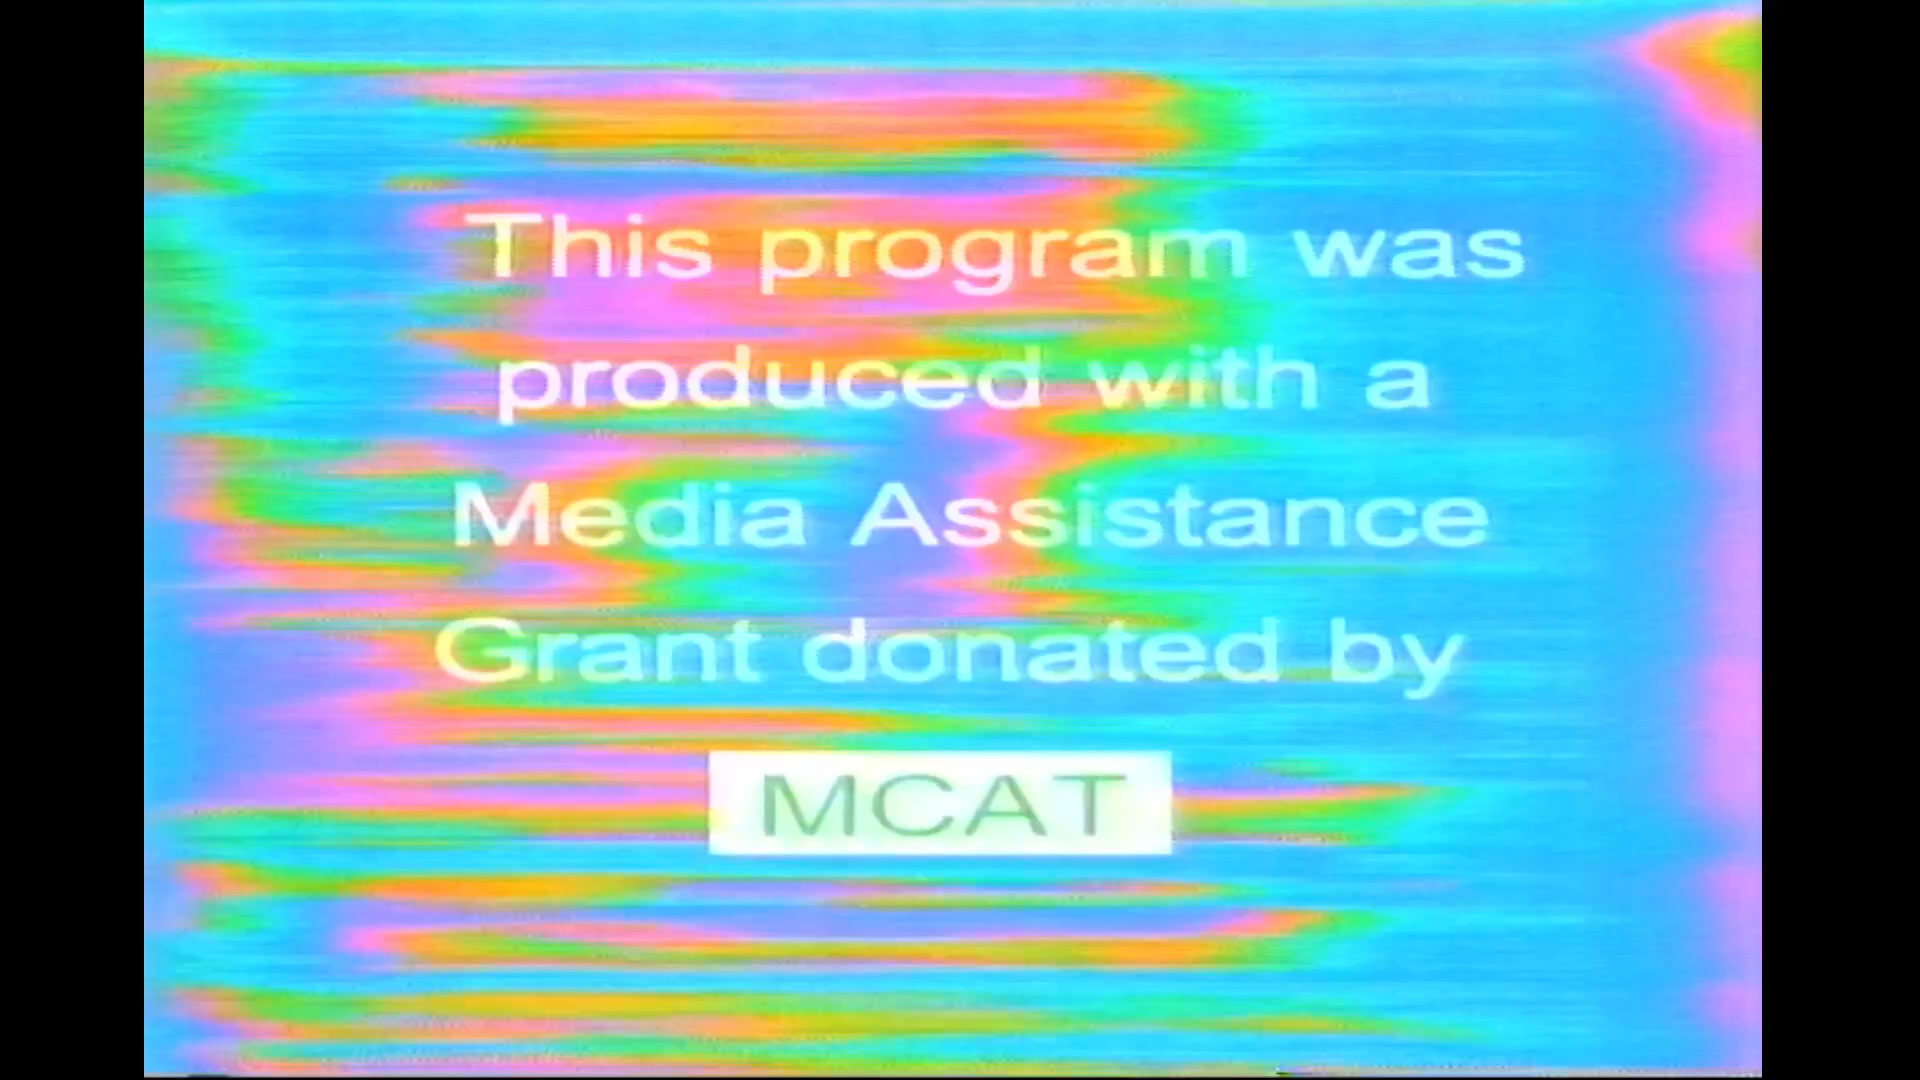 This program was
produced with a
Media Assistance
Grant donated by
MCAT